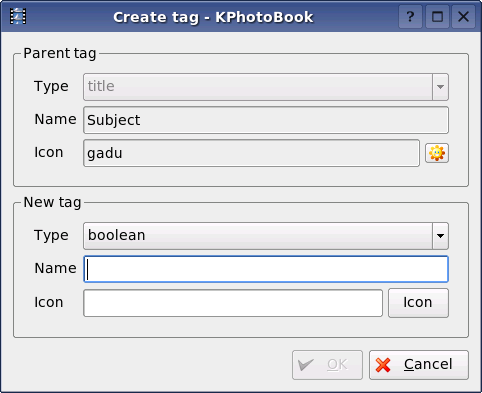 Create tag - KPhotoBook
Parent tag
Type title
Name Subject
Icon gadu
New tag
Type boolean
Name
Icon Icon
OK Cancel